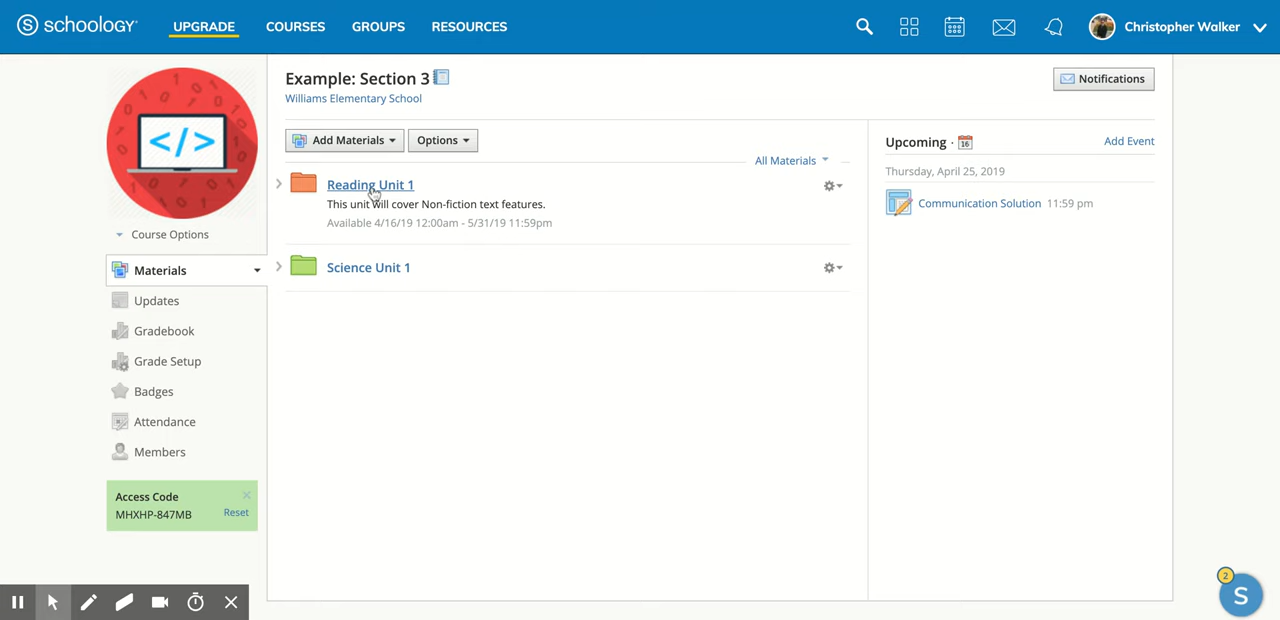 schoology
UPGRADE
COURSES
GROUPS
RESOURCES
Christopher Walker
Example: Section 3
Williams Elementary School
Notifications
Add Materials
Options
All Materials
Reading Unit 1
This unit will cover Non-fiction text features.
Available 4/16/19 12:00am - 5/31/19 11:59pm
Science Unit 1
Upcoming ·
16
Add Event
Thursday, April 25, 2019
Communication Solution 11:59 pm
</>
Course Options
Materials
Updates
Gradebook
Grade Setup
Badges
Attendance
Members
Access Code
MHXHP-847MB
Reset
2
S